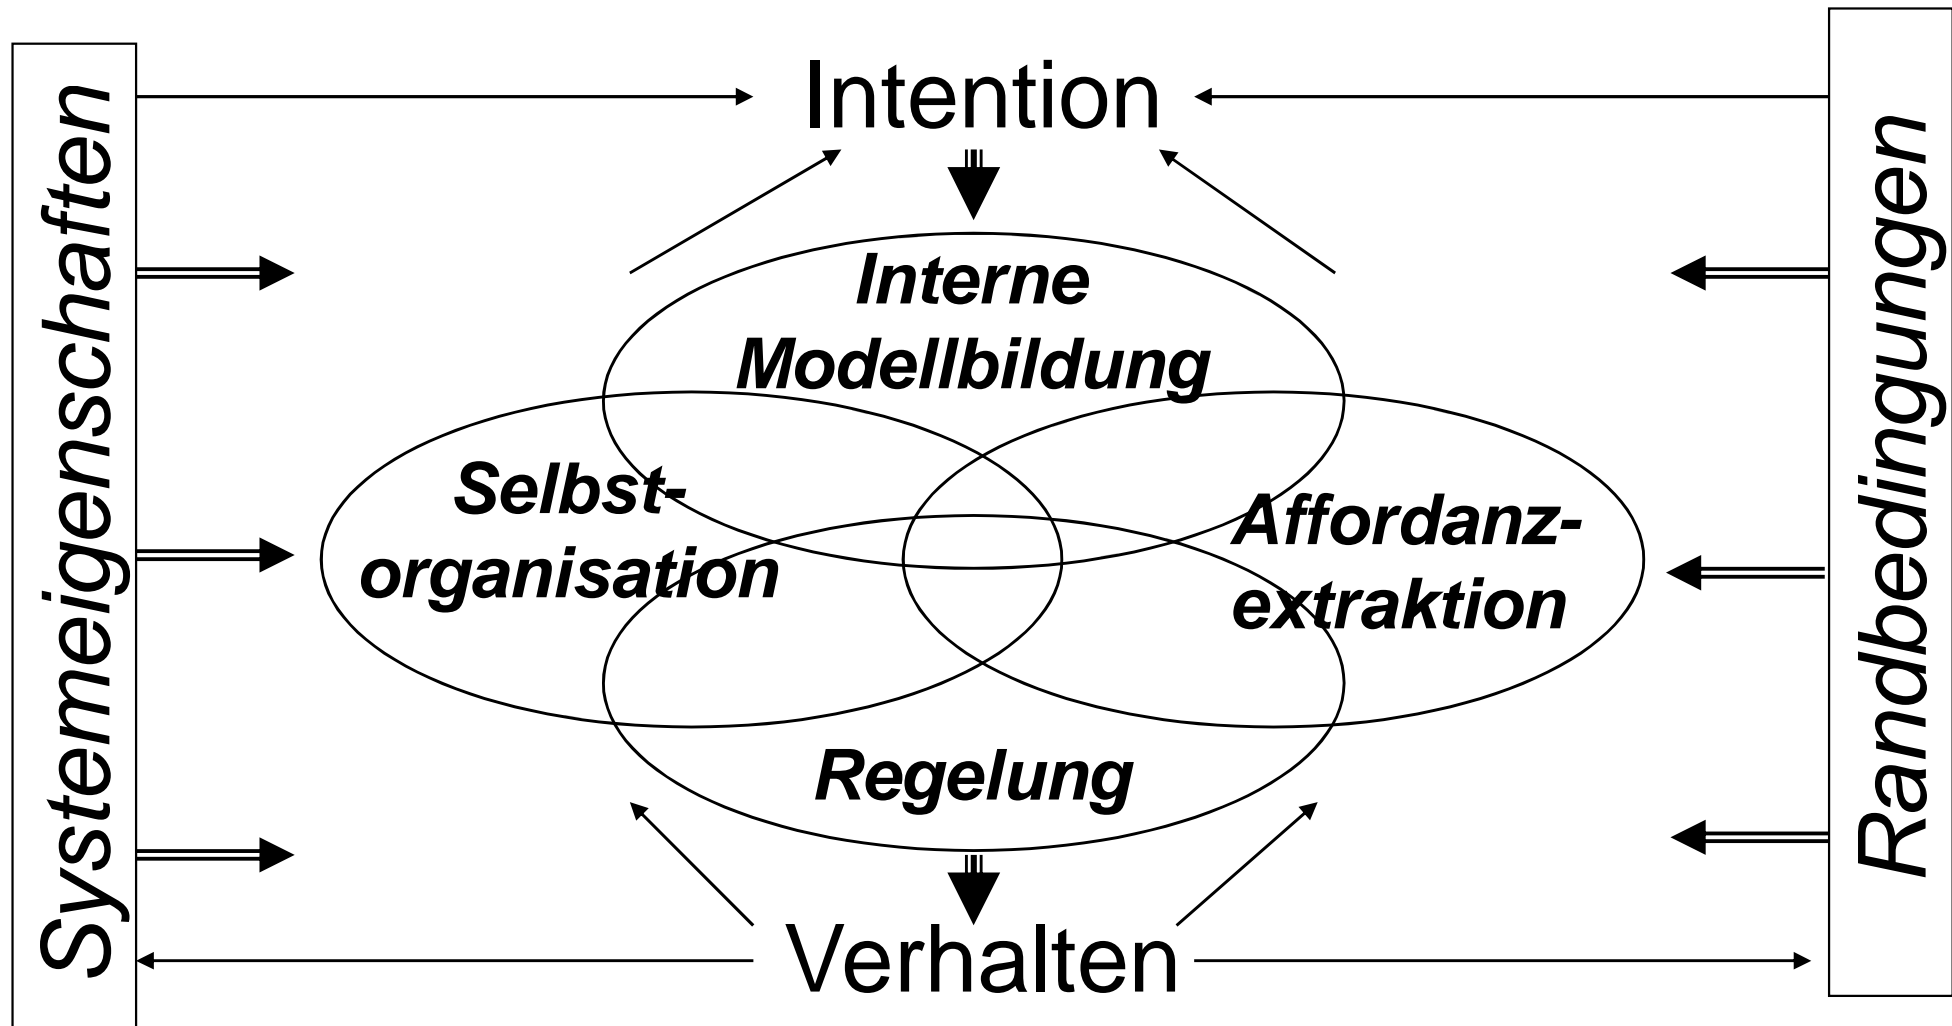 Systemeigenschaften
Intention
Interne
Modellbildung
Selbst-
organisation
Affordanz-
extraktion
Regelung
Verhalten
Randbedingungen